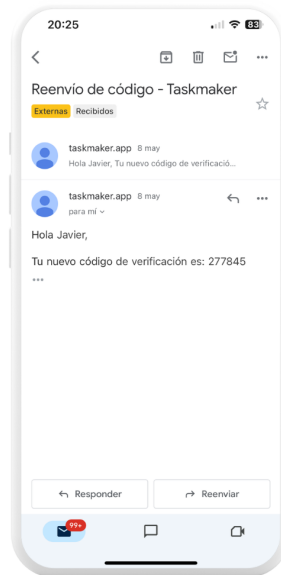 20:25
83
Reenvío de código - Taskmaker
Externas Recibidos
taskmaker.app 8 may
Hola Javier, Tu nuevo código de verificació...
taskmaker.app 8 may
para mí
Hola Javier,
Tu nuevo código de verificación es: 277845
Responder
Reenviar
99+